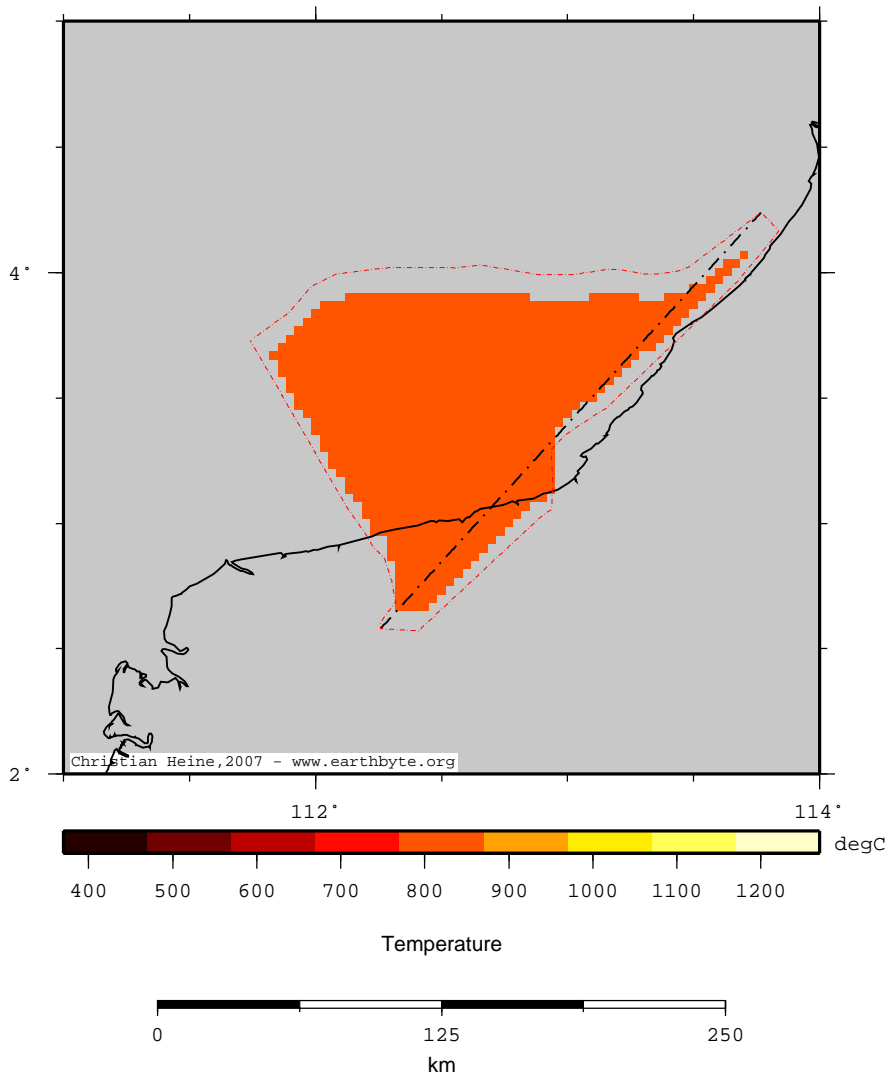 4°
2°
Christian Heine,2007 - www.earthbyte.org
112° 114°
degC
400 500 600 700 800 900 1000 1100 1200
Temperature
0 125 250
km